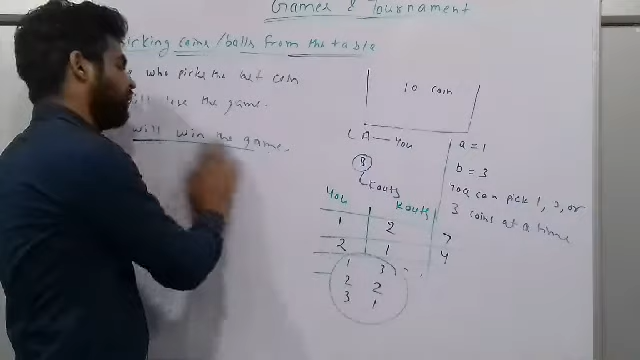 Games & Tournament
icking coins/balls from the table
who picks the last coin
will lose the game.
will win the game.
10 coin
A — You
B
Kouts
a = 1
b = 3
You can pick 1, 2, or
3 coins at a time
You Kouts
1 2 7
2 1 4
1 3
2 2
3 1